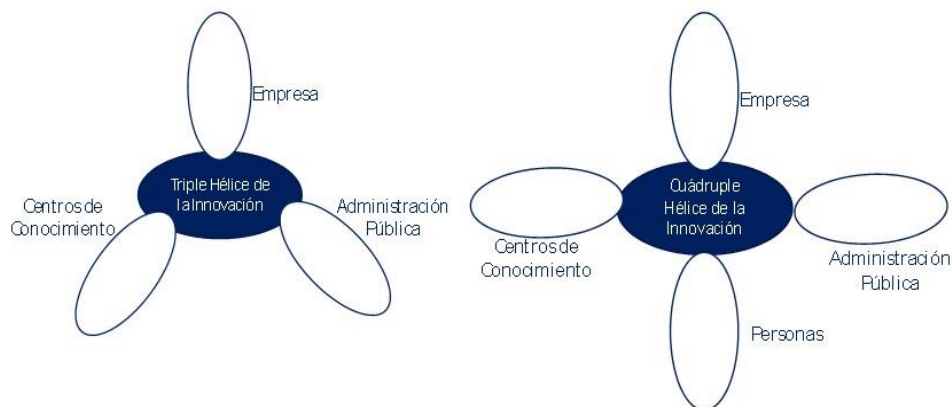 Empresa
Triple Hélice de
la Innovación
Centros de
Conocimiento
Administración
Pública
Empresa
Cuádruple
Hélice de la
Innovación
Centros de
Conocimiento
Administración
Pública
Personas